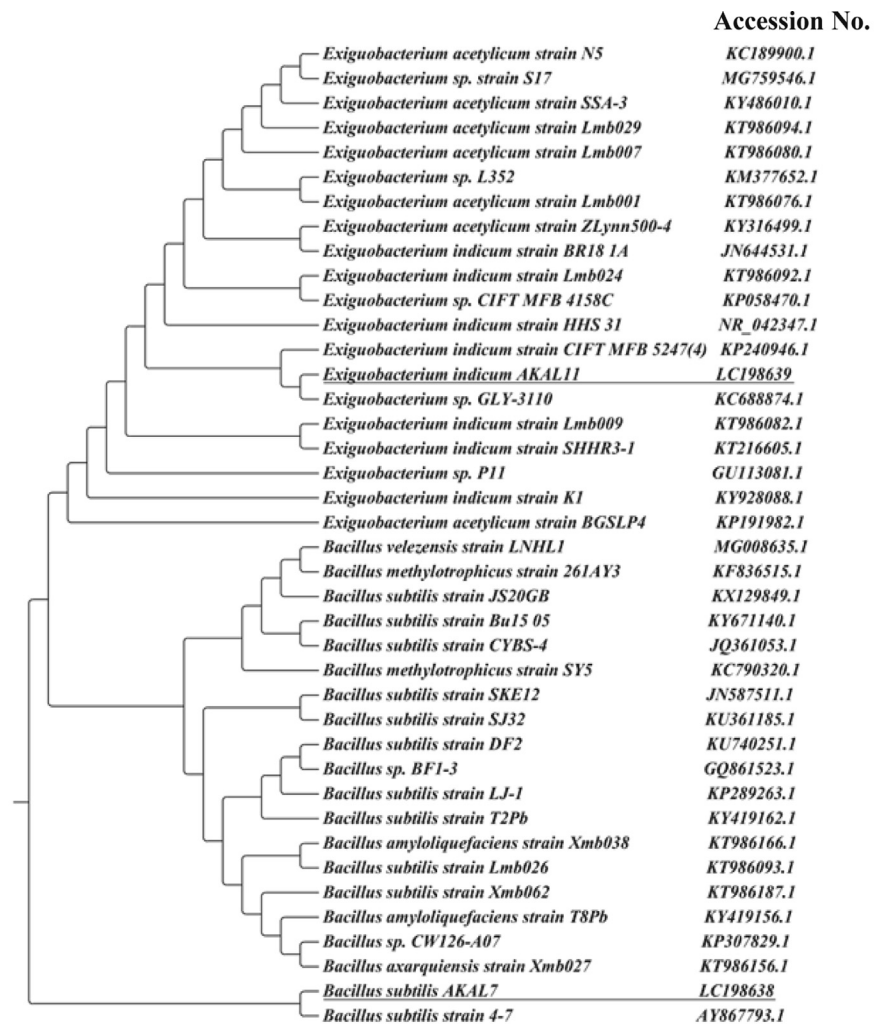 Accession No.
Exiguobacterium acetylicum strain N5 KC189900.1
Exiguobacterium sp. strain S17 MG759546.1
Exiguobacterium acetylicum strain SSA-3 KY486010.1
Exiguobacterium acetylicum strain Lmb029 KT986094.1
Exiguobacterium acetylicum strain Lmb007 KT986080.1
Exiguobacterium sp. L352 KM377652.1
Exiguobacterium acetylicum strain Lmb001 KT986076.1
Exiguobacterium acetylicum strain ZLynn500-4 KY316499.1
Exiguobacterium indicum strain BR18 1A JN644531.1
Exiguobacterium indicum strain Lmb024 KT986092.1
Exiguobacterium sp. CIFT MFB 4158C KP058470.1
Exiguobacterium indicum strain HHS 31 NR_042347.1
Exiguobacterium indicum strain CIFT MFB 5247(4) KP240946.1
Exiguobacterium indicum AKAL11 LC198639
Exiguobacterium sp. GLY-3110 KC688874.1
Exiguobacterium indicum strain Lmb009 KT986082.1
Exiguobacterium indicum strain SHHR3-1 KT216605.1
Exiguobacterium sp. P11 GU113081.1
Exiguobacterium indicum strain K1 KY928088.1
Exiguobacterium acetylicum strain BGSLP4 KP191982.1
Bacillus velezensis strain LNHL1 MG008635.1
Bacillus methylotrophicus strain 261AY3 KF836515.1
Bacillus subtilis strain JS20GB KX129849.1
Bacillus subtilis strain Bu15 05 KY671140.1
Bacillus subtilis strain CYBS-4 JQ361053.1
Bacillus methylotrophicus strain SY5 KC790320.1
Bacillus subtilis strain SKE12 JN587511.1
Bacillus subtilis strain SJ32 KU361185.1
Bacillus subtilis strain DF2 KU740251.1
Bacillus sp. BF1-3 GQ861523.1
Bacillus subtilis strain LJ-1 KP289263.1
Bacillus subtilis strain T2Pb KY419162.1
Bacillus amyloliquefaciens strain Xmb038 KT986166.1
Bacillus subtilis strain Lmb026 KT986093.1
Bacillus subtilis strain Xmb062 KT986187.1
Bacillus amyloliquefaciens strain T8Pb KY419156.1
Bacillus sp. CW126-A07 KP307829.1
Bacillus axarquiensis strain Xmb027 KT986156.1
Bacillus subtilis AKAL7 LC198638
Bacillus subtilis strain 4-7 AY867793.1